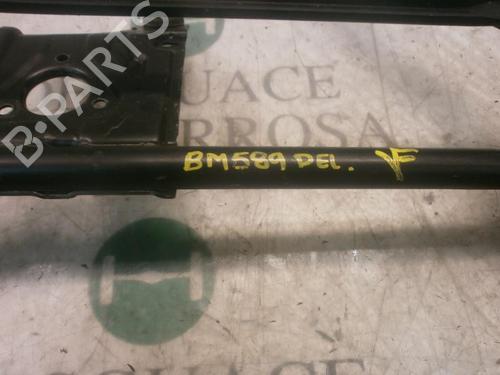 B-PARTS
UACE
RROSA
BM589 DEL. F